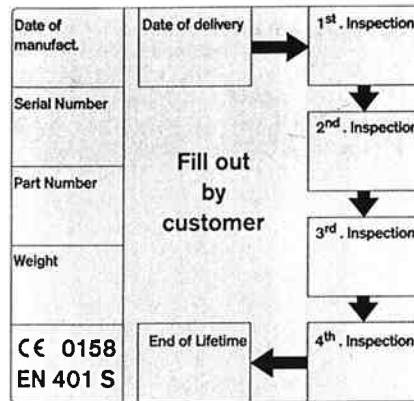 Date of
manufact.
Serial Number
Part Number
Weight
CE 0158
EN 401 S
Date of delivery
Fill out
by
customer
End of Lifetime
1st. Inspection
2nd. Inspection
3rd. Inspection
4th. Inspection